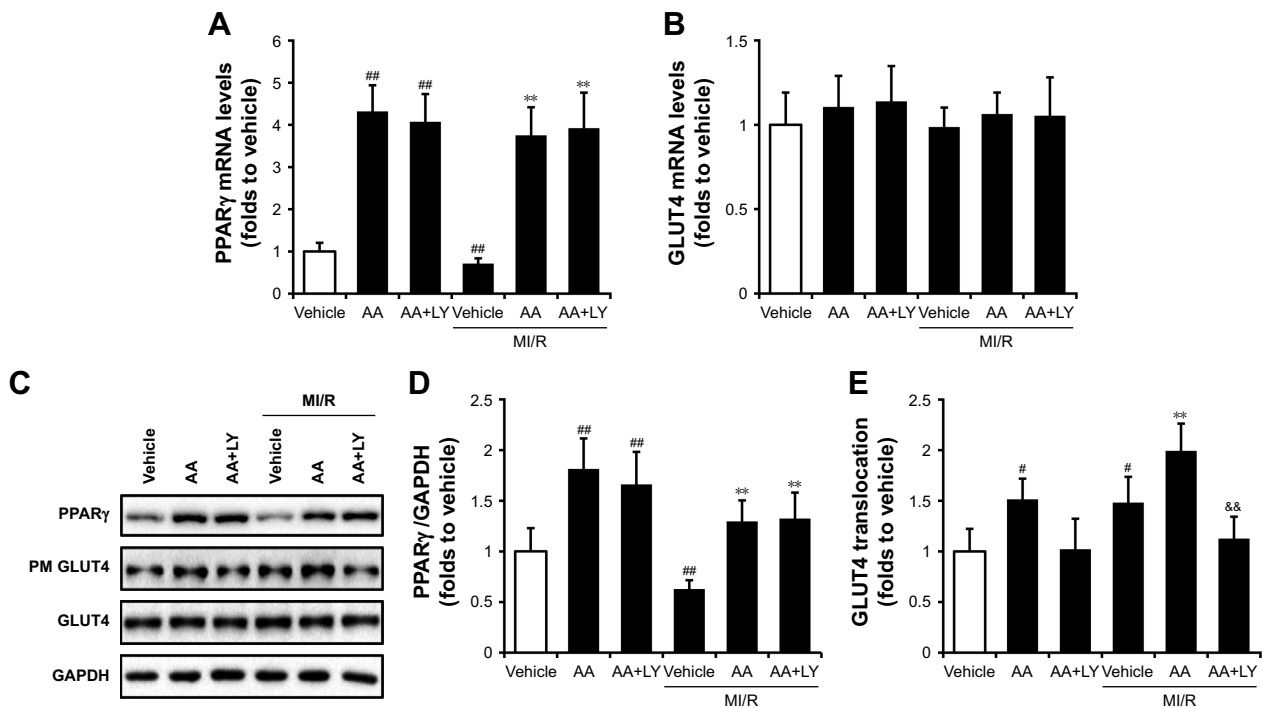 A
PPARγ mRNA levels
(folds to vehicle)
6
5
4
3
2
1
0
##
##
##
**
**
Vehicle AA AA+LY Vehicle AA AA+LY
MI/R
B
GLUT4 mRNA levels
(folds to vehicle)
1.5
1
0.5
0
Vehicle AA AA+LY Vehicle AA AA+LY
MI/R
C
MI/R
Vehicle AA AA+LY Vehicle AA AA+LY
PPARγ
PM GLUT4
GLUT4
GAPDH
D
PPARγ/GAPDH
(folds to vehicle)
2.5
2
1.5
1
0.5
0
##
##
##
**
**
Vehicle AA AA+LY Vehicle AA AA+LY
MI/R
E
GLUT4 translocation
(folds to vehicle)
2.5
2
1.5
1
0.5
0
#
#
**
&&
Vehicle AA AA+LY Vehicle AA AA+LY
MI/R